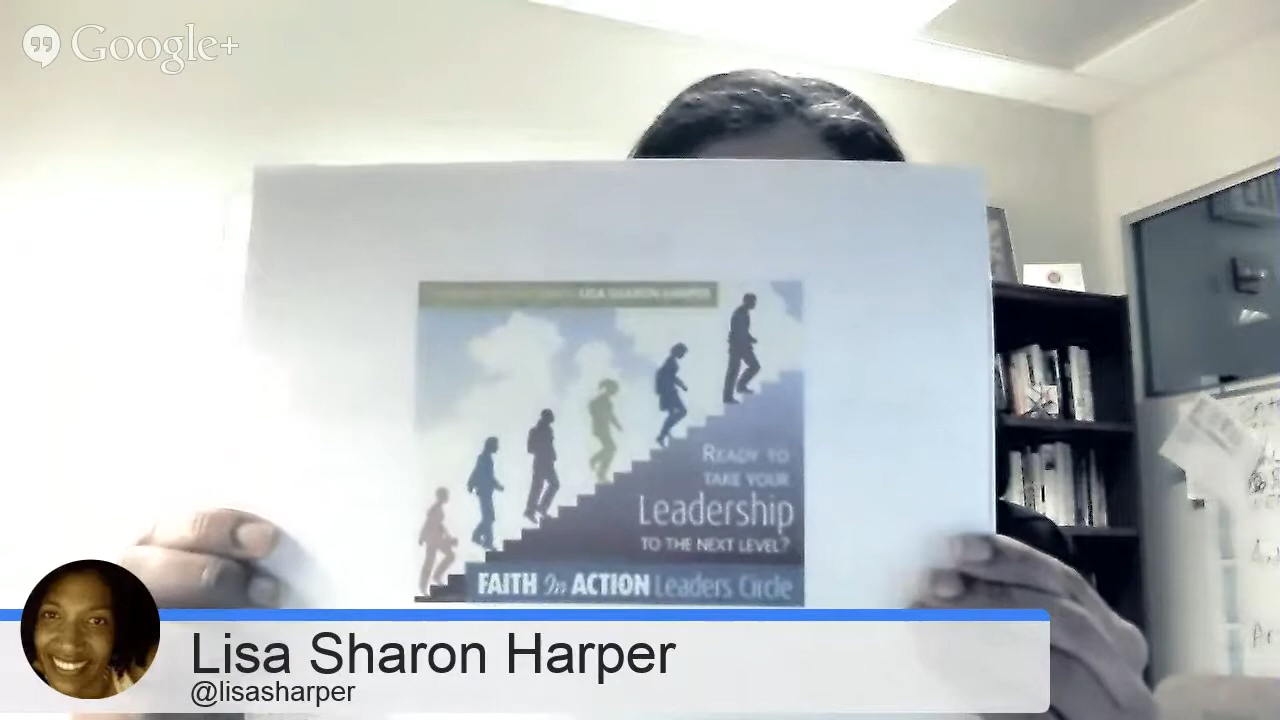 Google+
LISA SHARON HARPER
READY TO
TAKE YOUR
Leadership
TO THE NEXT LEVEL?
FAITH In ACTION Leaders Circle
Lisa Sharon Harper
@lisasharper